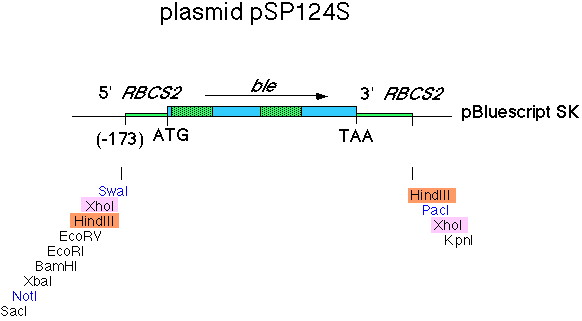 plasmid pSP124S
5' RBCS2 ble 3' RBCS2
pBluescript SK
(-173) ATG TAA
SwaI
XhoI
HindIII
EcoRV
EcoRI
BamHI
XbaI
NotI
SacI
HindIII
PacI
XhoI
KpnI